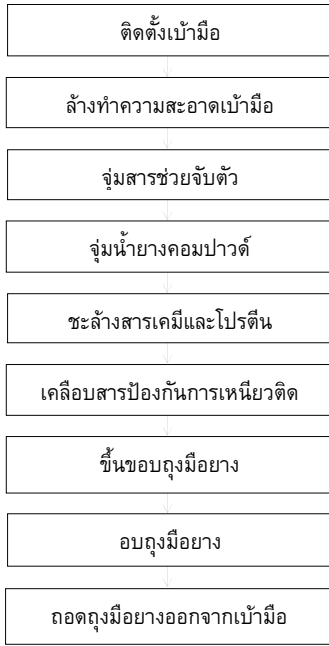 ติดตั้งเบ้ามือ
ล้างทำความสะอาดเบ้ามือ
จุ่มสารช่วยจับตัว
จุ่มน้ำยางคอมปาวด์
ชะล้างสารเคมีและโปรตีน
เคลือบสารป้องกันการเหนียวติด
ขึ้นขอบถุงมือยาง
อบถุงมือยาง
ถอดถุงมือยางออกจากเบ้ามือ